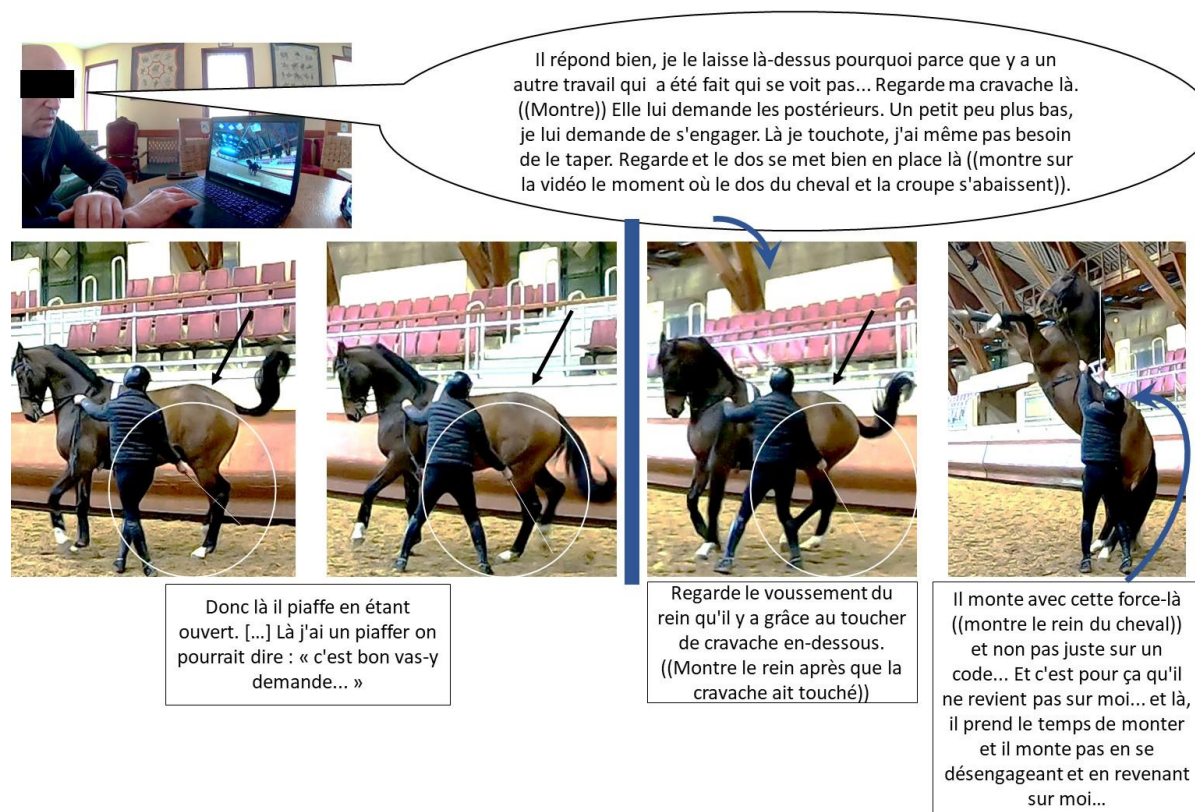 Il répond bien, je le laisse là-dessus pourquoi parce que y a un
autre travail qui  a été fait qui se voit pas... Regarde ma cravache là.
((Montre)) Elle lui demande les postérieurs. Un petit peu plus bas,
je lui demande de s'engager. Là je touchote, j'ai même pas besoin
de le taper. Regarde et le dos se met bien en place là ((montre sur
la vidéo le moment où le dos du cheval et la croupe s'abaissent)).
Donc là il piaffe en étant
ouvert. […] Là j'ai un piaffer on
pourrait dire : « c'est bon vas-y
demande... »
Regarde le voussement du
rein qu'il y a grâce au toucher
de cravache en-dessous.
((Montre le rein après que la
cravache ait touché))
Il monte avec cette force-là
((montre le rein du cheval))
et non pas juste sur un
code... Et c'est pour ça qu'il
ne revient pas sur moi... et là,
il prend le temps de monter
et il monte pas en se
désengageant et en revenant
sur moi...